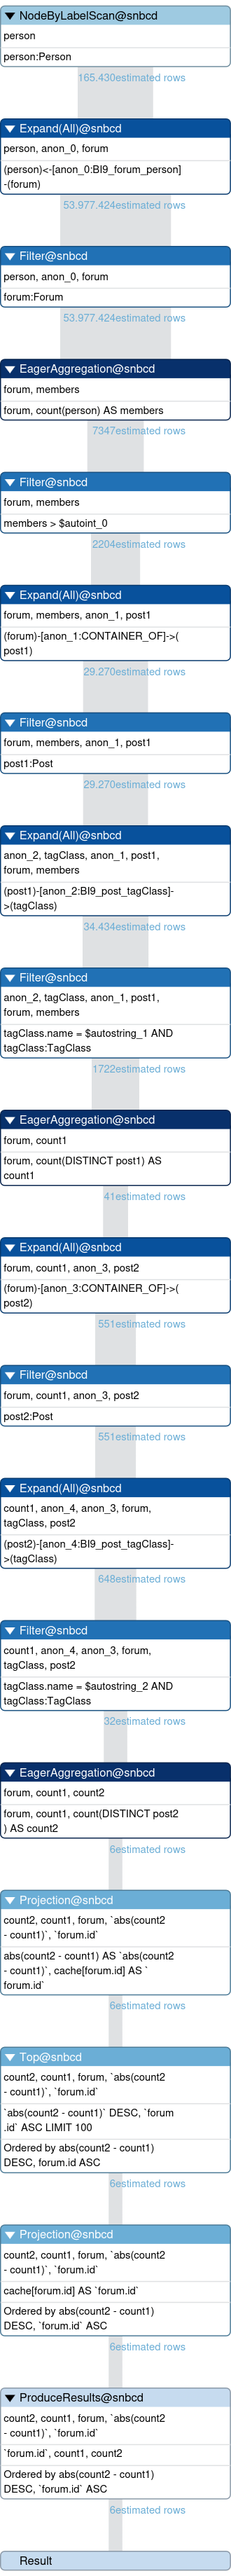 NodeByLabelScan@snbcd
person
person:Person
165.430estimated rows
Expand(All)@snbcd
person, anon_0, forum
(person)<-[anon_0:BI9_forum_person]
-(forum)
53.977.424estimated rows
Filter@snbcd
person, anon_0, forum
forum:Forum
53.977.424estimated rows
EagerAggregation@snbcd
forum, members
forum, count(person) AS members
7347estimated rows
Filter@snbcd
forum, members
members > $autoint_0
2204estimated rows
Expand(All)@snbcd
forum, members, anon_1, post1
(forum)-[anon_1:CONTAINER_OF]->(
post1)
29.270estimated rows
Filter@snbcd
forum, members, anon_1, post1
post1:Post
29.270estimated rows
Expand(All)@snbcd
anon_2, tagClass, anon_1, post1,
forum, members
(post1)-[anon_2:BI9_post_tagClass]-
>(tagClass)
34.434estimated rows
Filter@snbcd
anon_2, tagClass, anon_1, post1,
forum, members
tagClass.name = $autostring_1 AND
tagClass:TagClass
1722estimated rows
EagerAggregation@snbcd
forum, count1
forum, count(DISTINCT post1) AS
count1
41estimated rows
Expand(All)@snbcd
forum, count1, anon_3, post2
(forum)-[anon_3:CONTAINER_OF]->(
post2)
551estimated rows
Filter@snbcd
forum, count1, anon_3, post2
post2:Post
551estimated rows
Expand(All)@snbcd
count1, anon_4, anon_3, forum,
tagClass, post2
(post2)-[anon_4:BI9_post_tagClass]-
>(tagClass)
648estimated rows
Filter@snbcd
count1, anon_4, anon_3, forum,
tagClass, post2
tagClass.name = $autostring_2 AND
tagClass:TagClass
32estimated rows
EagerAggregation@snbcd
forum, count1, count2
forum, count1, count(DISTINCT post2
) AS count2
6estimated rows
Projection@snbcd
count2, count1, forum, `abs(count2
- count1)`, `forum.id`
abs(count2 - count1) AS `abs(count2
- count1)`, cache[forum.id] AS `
forum.id`
6estimated rows
Top@snbcd
count2, count1, forum, `abs(count2
- count1)`, `forum.id`
`abs(count2 - count1)` DESC, `forum
.id` ASC LIMIT 100
Ordered by abs(count2 - count1)
DESC, forum.id ASC
6estimated rows
Projection@snbcd
count2, count1, forum, `abs(count2
- count1)`, `forum.id`
cache[forum.id] AS `forum.id`
Ordered by abs(count2 - count1)
DESC, `forum.id` ASC
6estimated rows
ProduceResults@snbcd
count2, count1, forum, `abs(count2
- count1)`, `forum.id`
`forum.id`, count1, count2
Ordered by abs(count2 - count1)
DESC, `forum.id` ASC
6estimated rows
Result